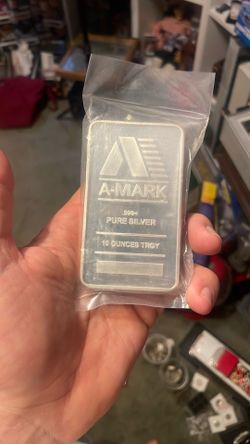 A-MARK
.999+
PURE SILVER
10 OUNCES TROY